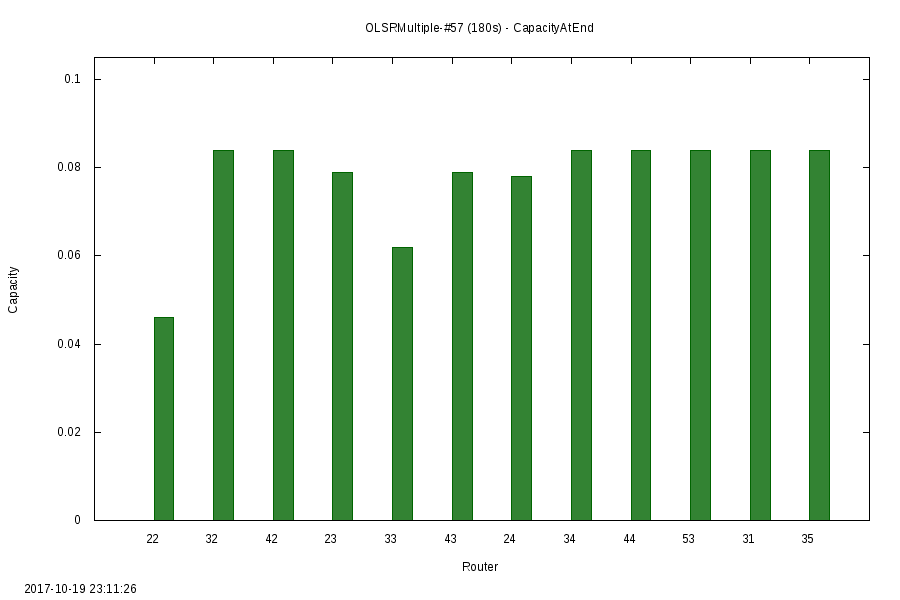 OLSRMultiple-#57 (180s) - CapacityAtEnd
0.1
0.08
0.06
0.04
0.02
0
Capacity
22 32 42 23 33 43 24 34 44 53 31 35
Router
2017-10-19 23:11:26